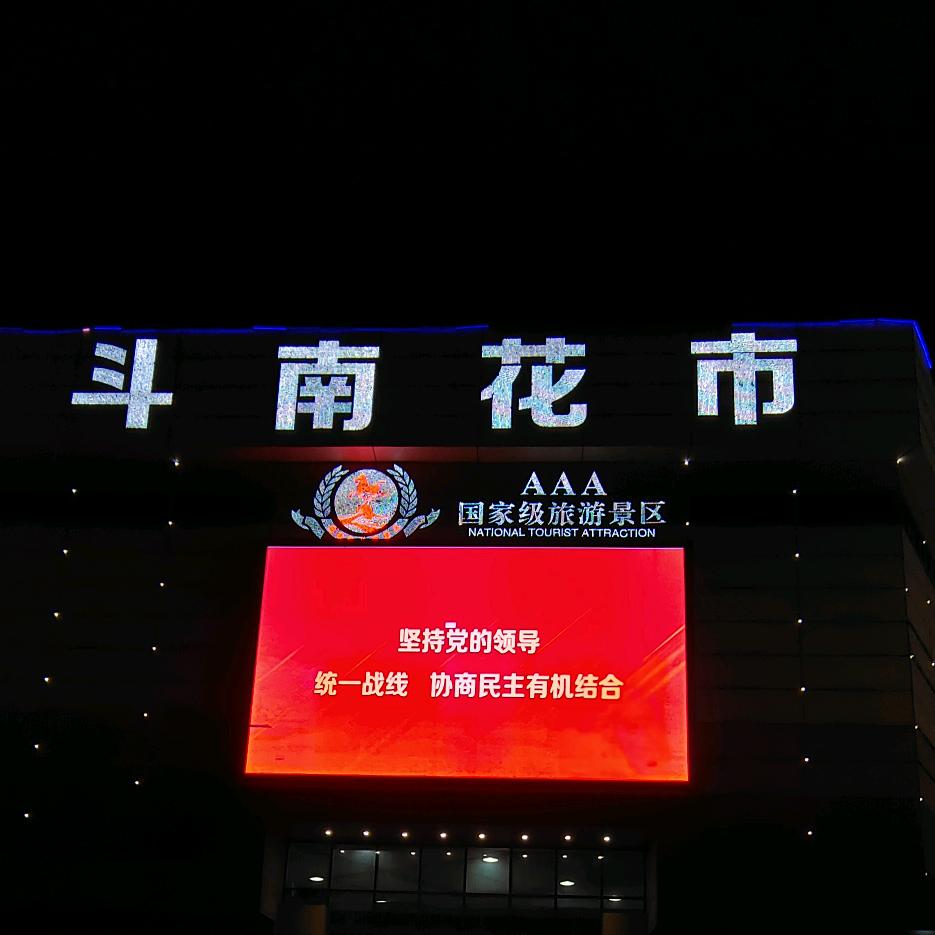 斗南花市
AAA
国家级旅游景区
NATIONAL TOURIST ATTRACTION
坚持党的领导
统一战线 协商民主有机结合